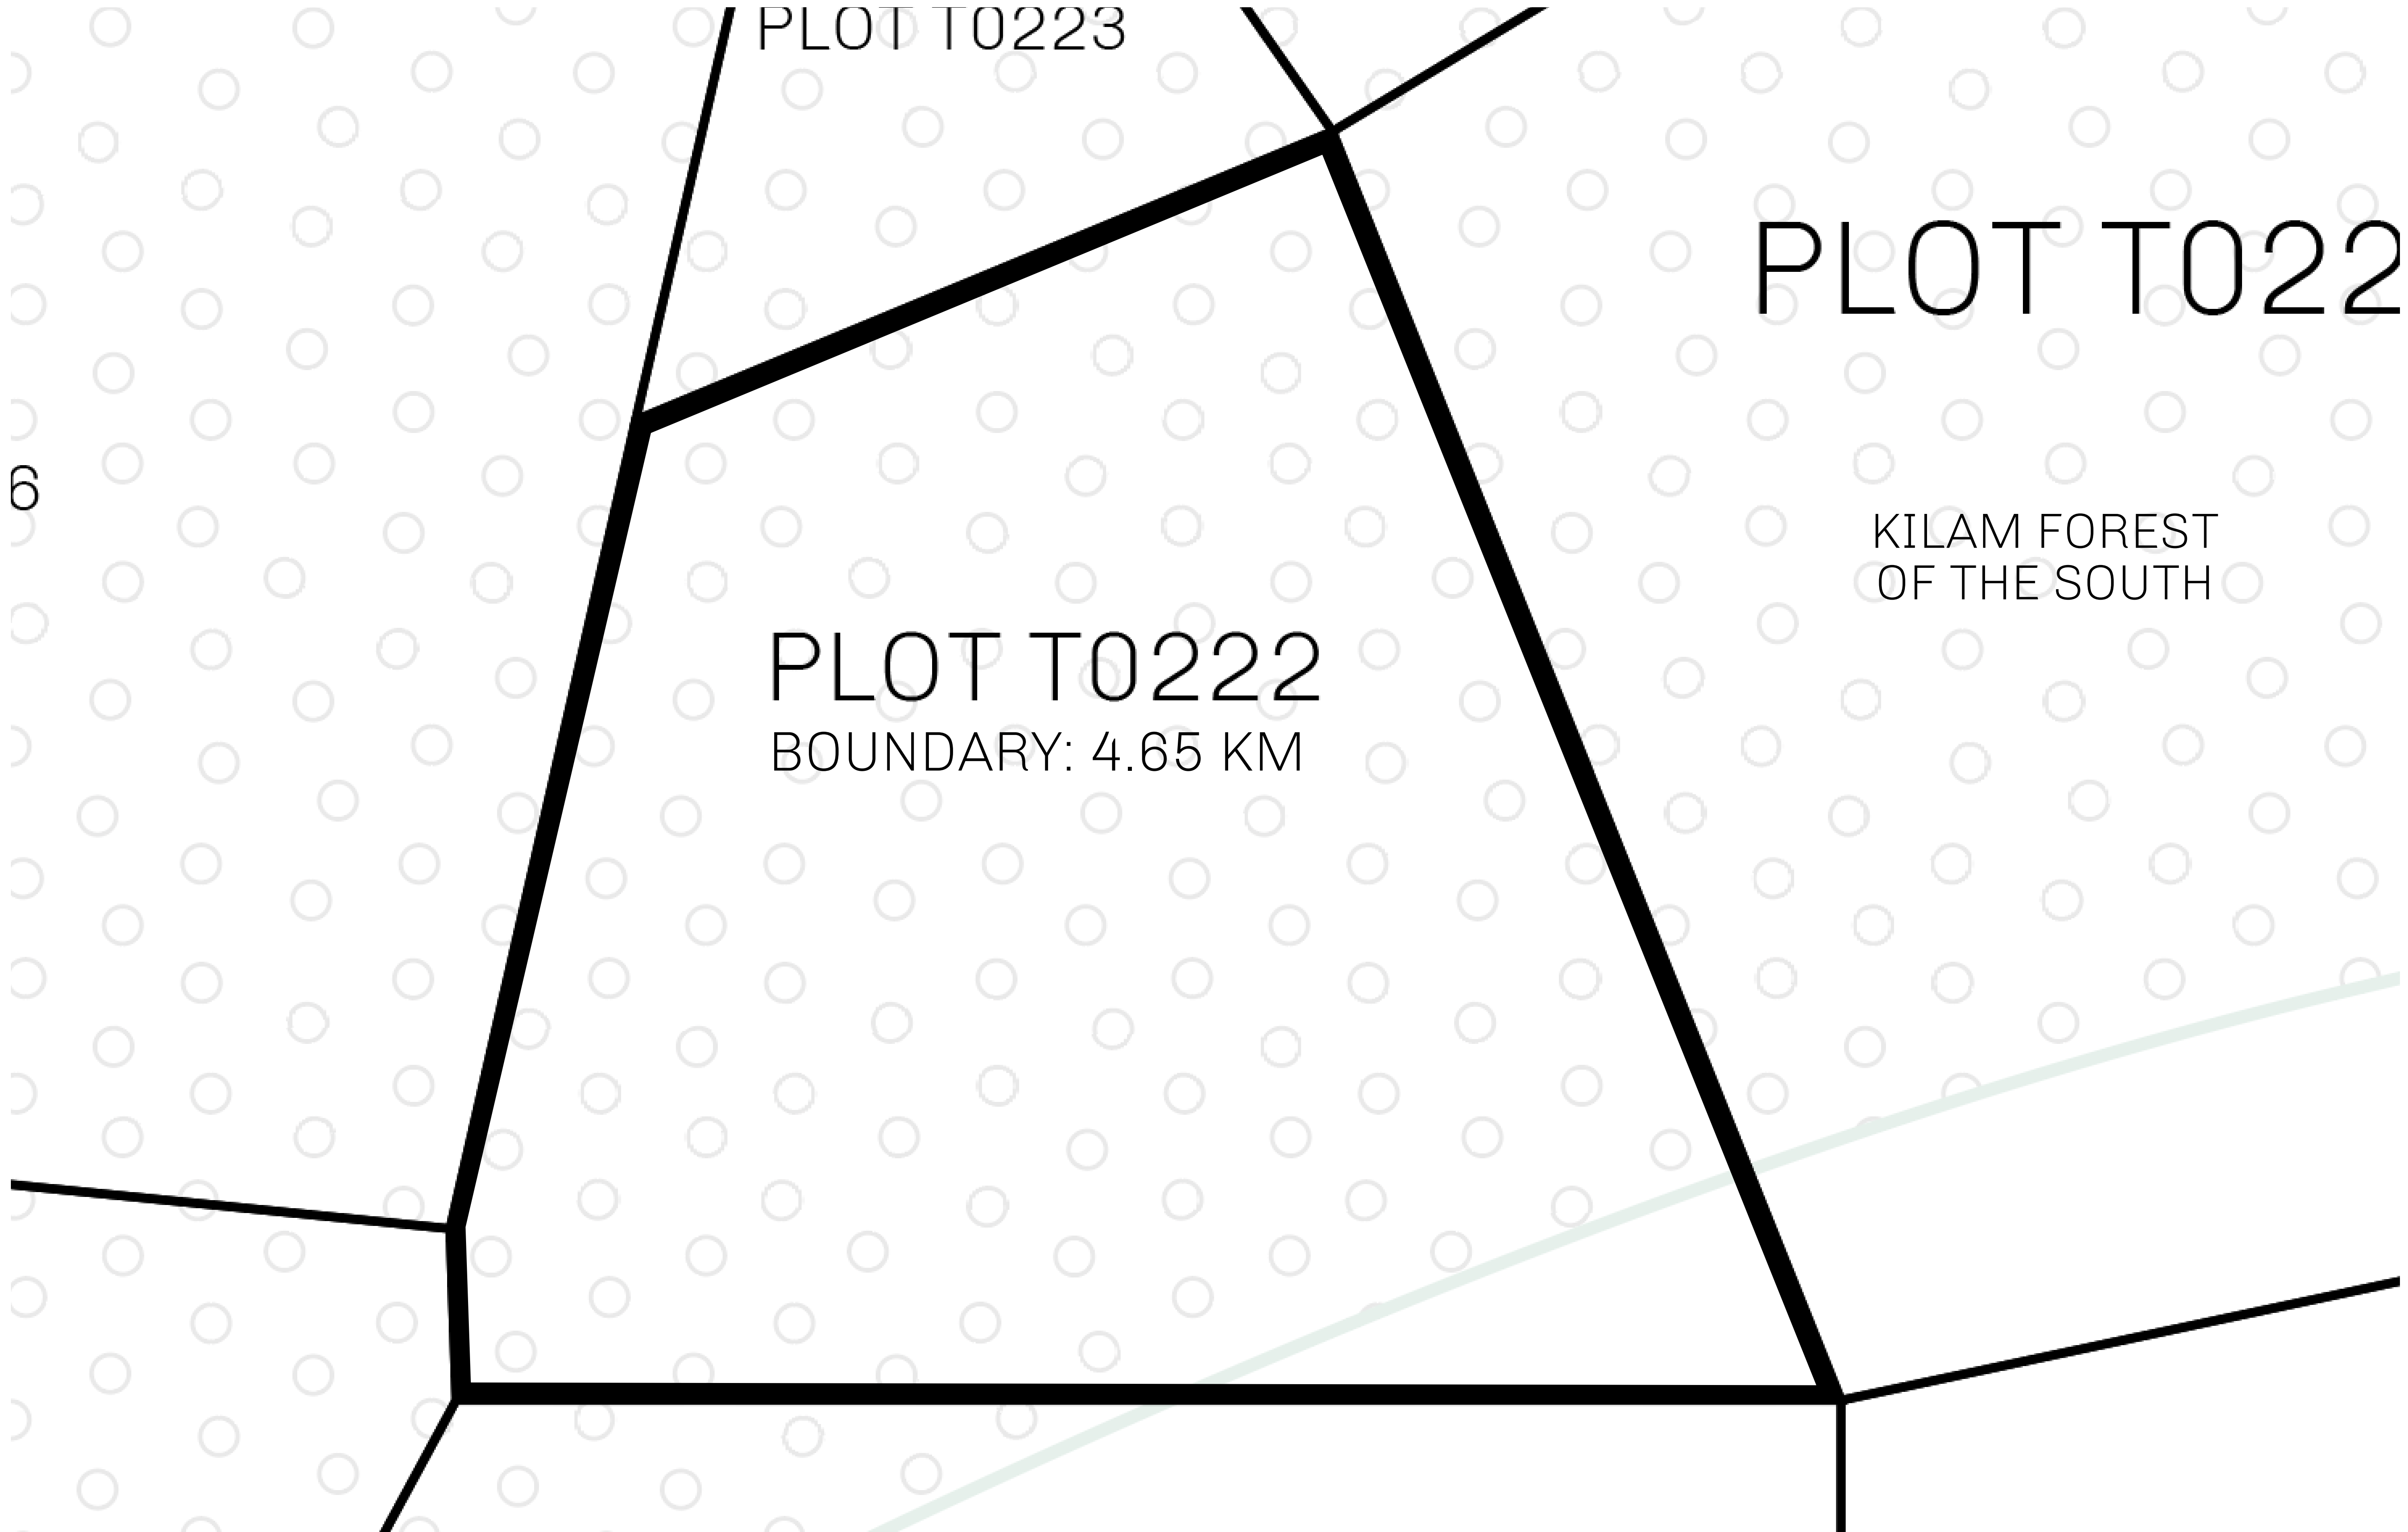 PLOT T0223
PLOT T022
6
KILAM FOREST
OF THE SOUTH
PLOT T0222
BOUNDARY: 4.65 KM